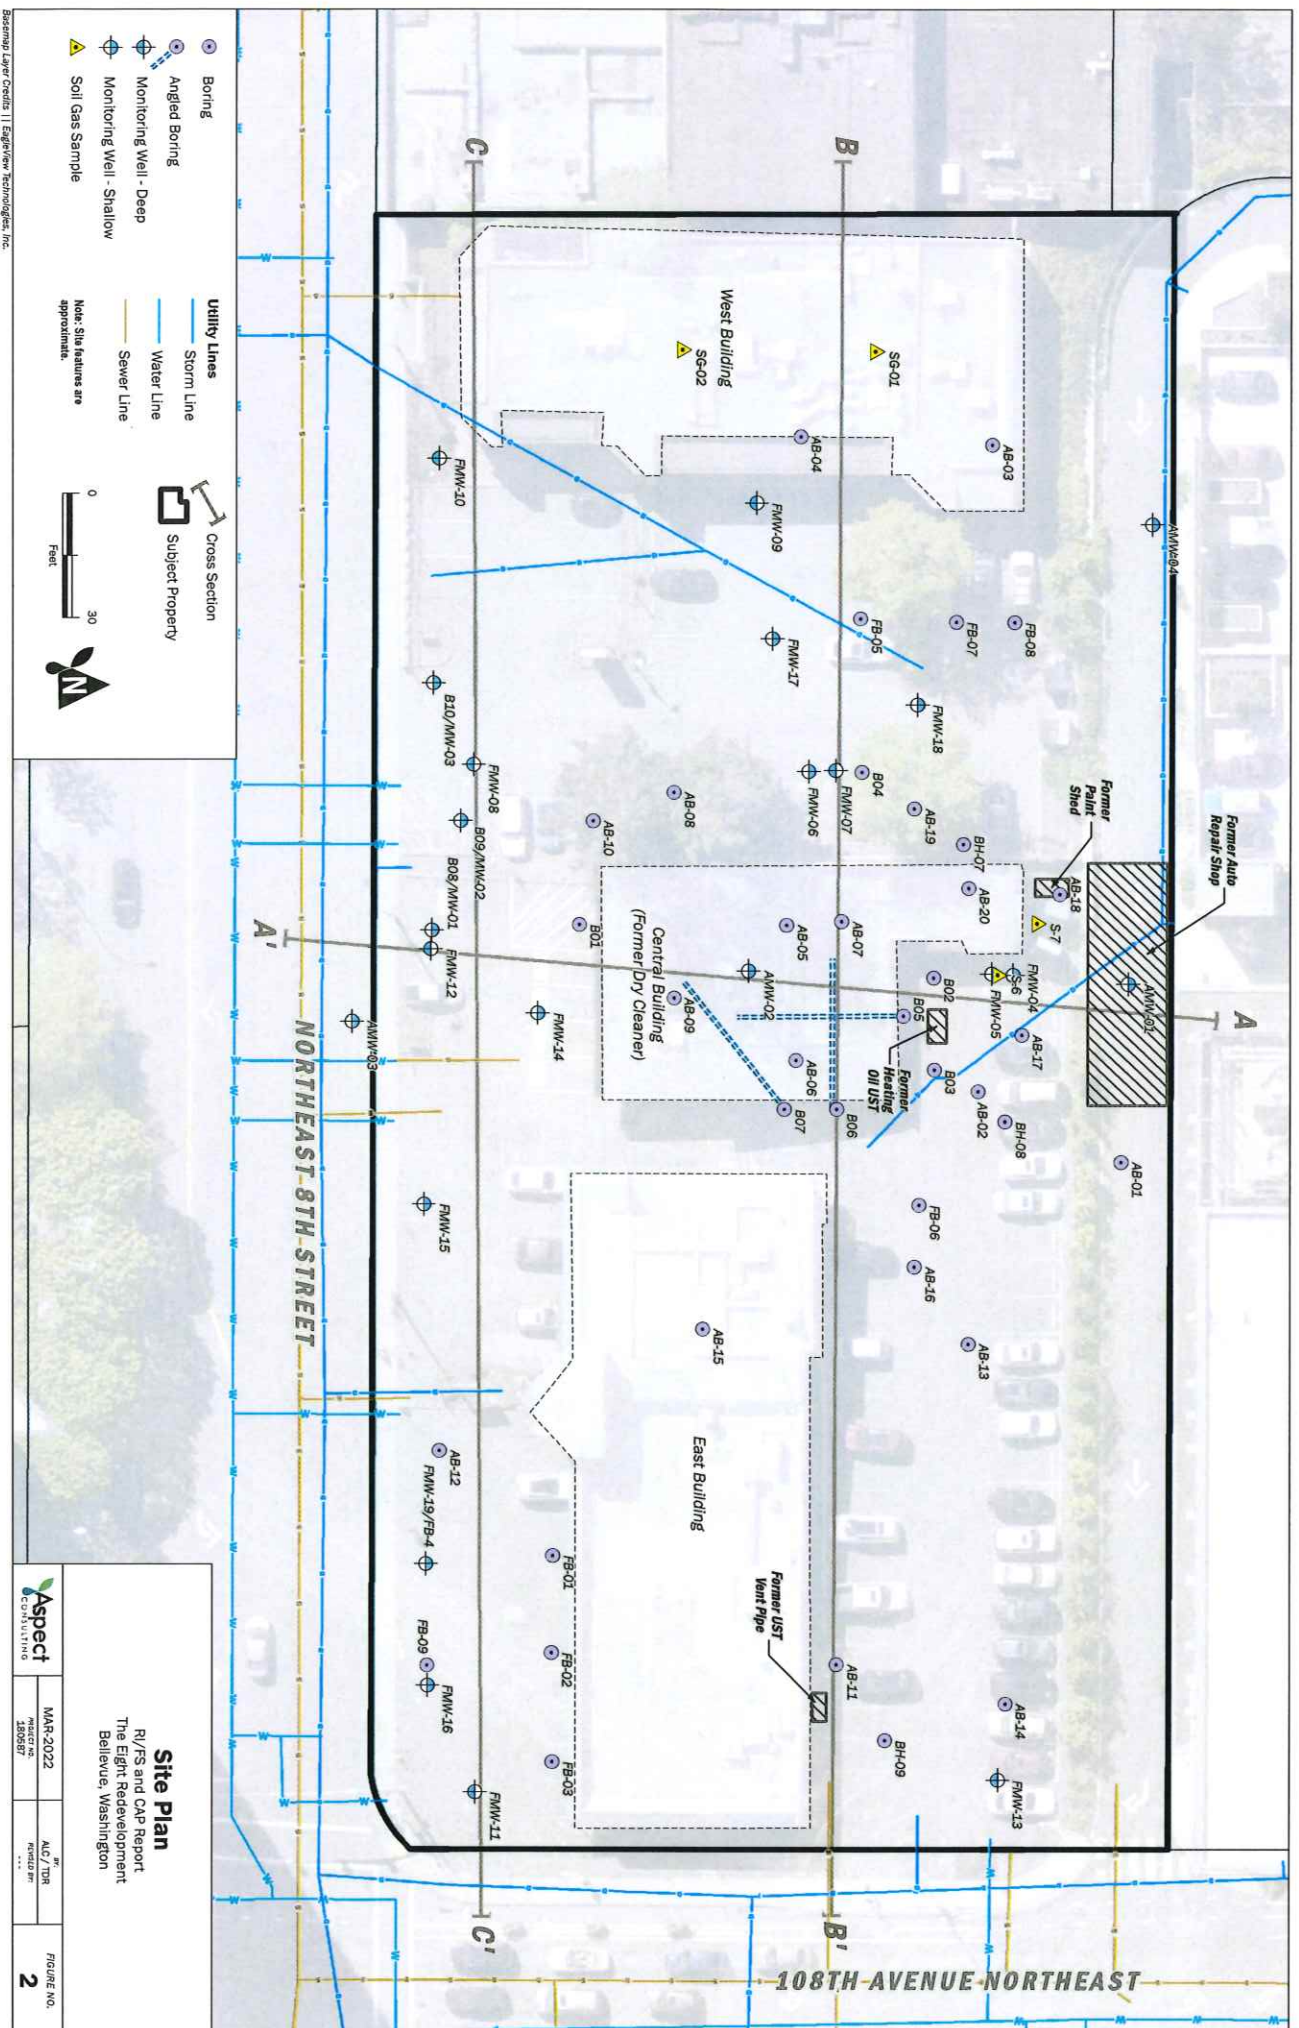 A
A'
B
B'
C
C'
NORTHEAST 8TH STREET
108TH AVENUE NORTHEAST
West Building
SG-01
SG-02
AB-03
AB-04
AMW-04
FMW-10
FMW-09
FB-05
FB-07
FB-08
FMW-17
FMW-18
B10/MW-03
FMW-08
B09/MW-02
FMW-06
FMW-07
B04
AB-19
AB-08
AB-10
BH-07
AB-20
Former
Paint
Shed
AB-18
S-7
Former Auto
Repair Shop
AMW-01
B08/MW-01
FMW-12
AMW-03
B01
Central Building
(Former Dry Cleaner)
AB-05
AB-07
AMW-02
AB-09
FMW-14
AB-06
B02
B05
FMW-04
S-6
FMW-05
AB-17
Former
Heating
Oil UST
B03
AB-02
BH-08
AB-01
B06
B07
FMW-15
FB-06
AB-16
AB-13
AB-15
East Building
AB-12
FMW-19/FB-4
FB-01
FB-09
FB-02
FMW-16
FB-03
FMW-11
Former UST
Vent Pipe
AB-11
BH-09
AB-14
FMW-13
Boring
Angled Boring
Monitoring Well - Deep
Monitoring Well - Shallow
Soil Gas Sample
Utility Lines
Storm Line
Water Line
Sewer Line
Note: Site features are
approximate.
Cross Section
Subject Property
0 30
Feet
N
Basemap Layer Credits || EagleView Technologies, Inc.
Site Plan
RI/FS and CAP Report
The Eight Redevelopment
Bellevue, Washington
Aspect
CONSULTING
MAR-2022
PROJECT NO.
180687
BY:
ALC / TDR
REVISED BY:
---
FIGURE NO.
2